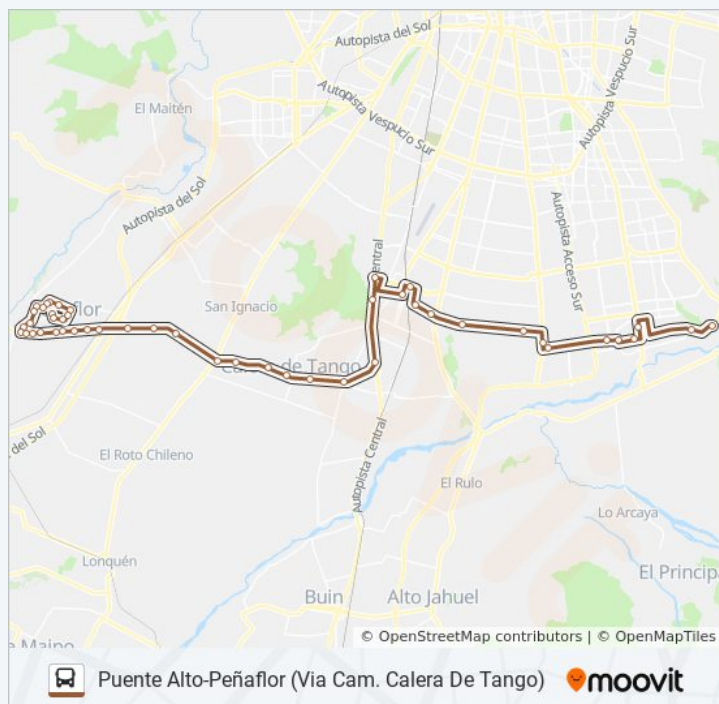 Autopista del Sol
Autopista Vespucio Sur
El Maitén
Autopista Vespucio Sur
Autopista del Sol
Autopista Acceso Sur
Central
San Ignacio
flor
de Tango
del Sol
El Roto Chileno
Autopista Central
El Rulo
Lo Arcaya
Lonquén
El Principa
Buin
Alto Jahuel
e Maipo
© OpenStreetMap contributors | © OpenMapTiles
Puente Alto-Peñaflor (Via Cam. Calera De Tango)
moovit